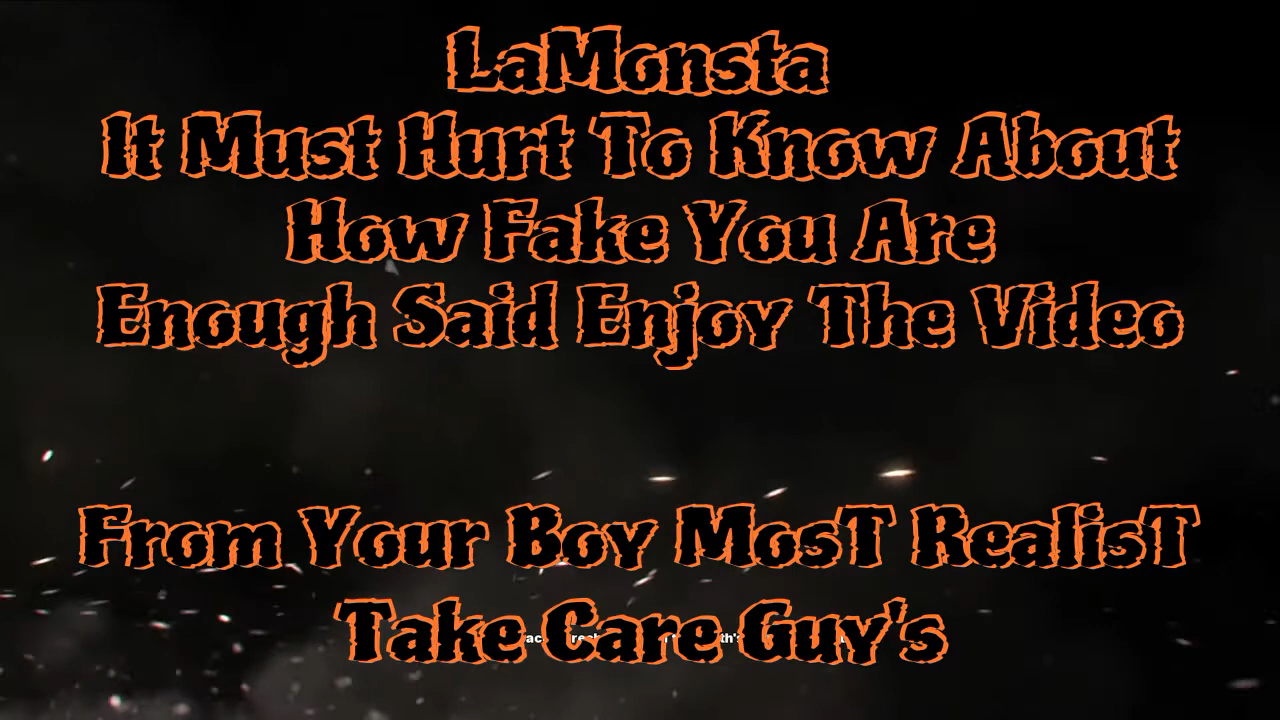 LaMonsta
It Must Hurt To Know About
How Fake You Are
Enough Said Enjoy The Video
From Your Boy MosT RealisT
Take Care Guy's